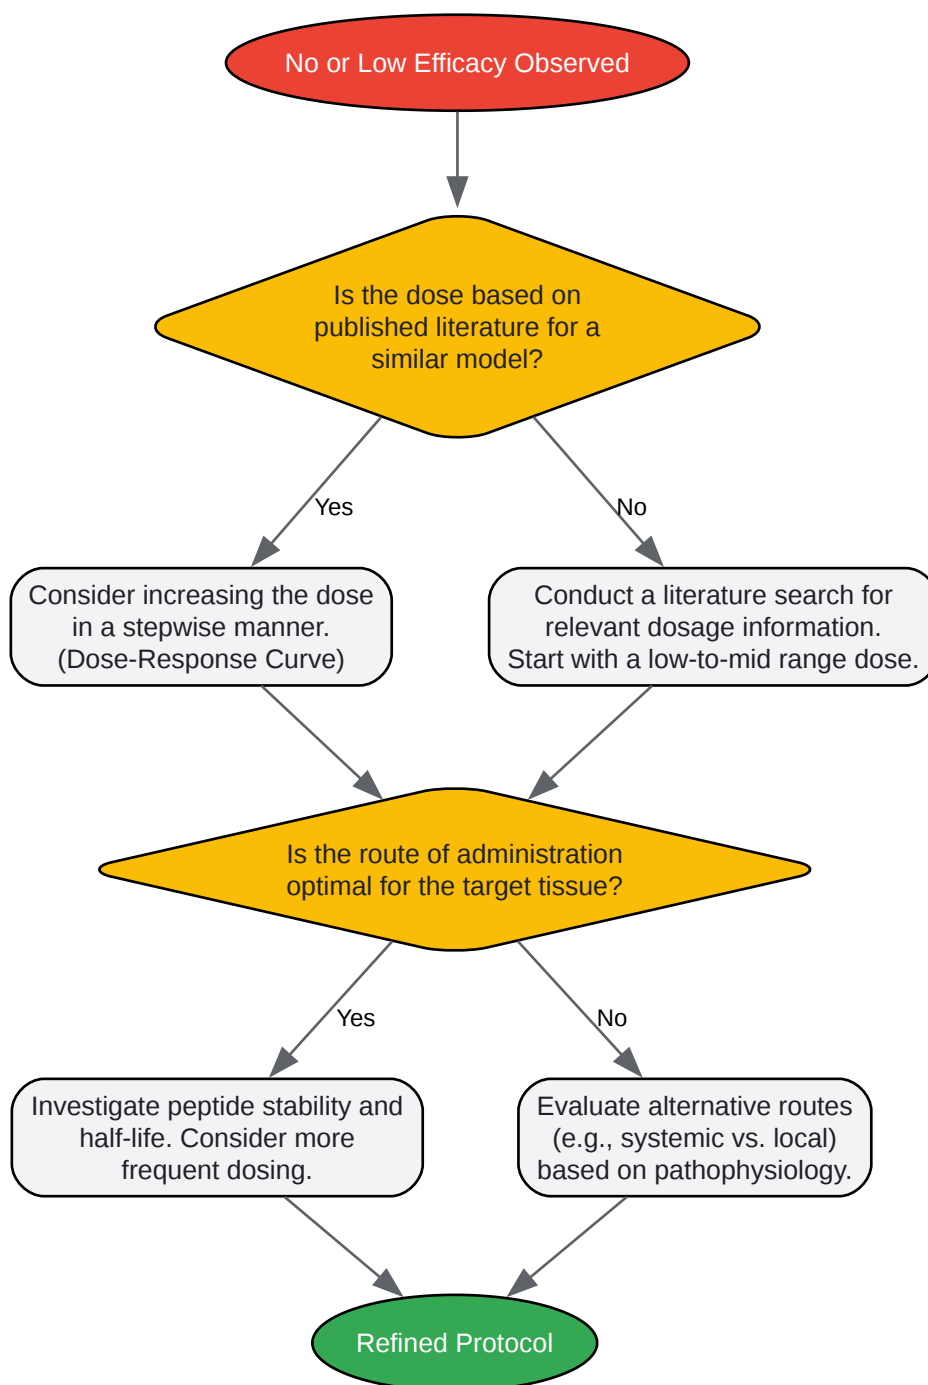 No or Low Efficacy Observed
Is the dose based on
published literature for a
similar model?
Yes
No
Consider increasing the dose
in a stepwise manner.
(Dose-Response Curve)
Conduct a literature search for
relevant dosage information.
Start with a low-to-mid range dose.
Is the route of administration
optimal for the target tissue?
Yes
No
Investigate peptide stability and
half-life. Consider more
frequent dosing.
Evaluate alternative routes
(e.g., systemic vs. local)
based on pathophysiology.
Refined Protocol